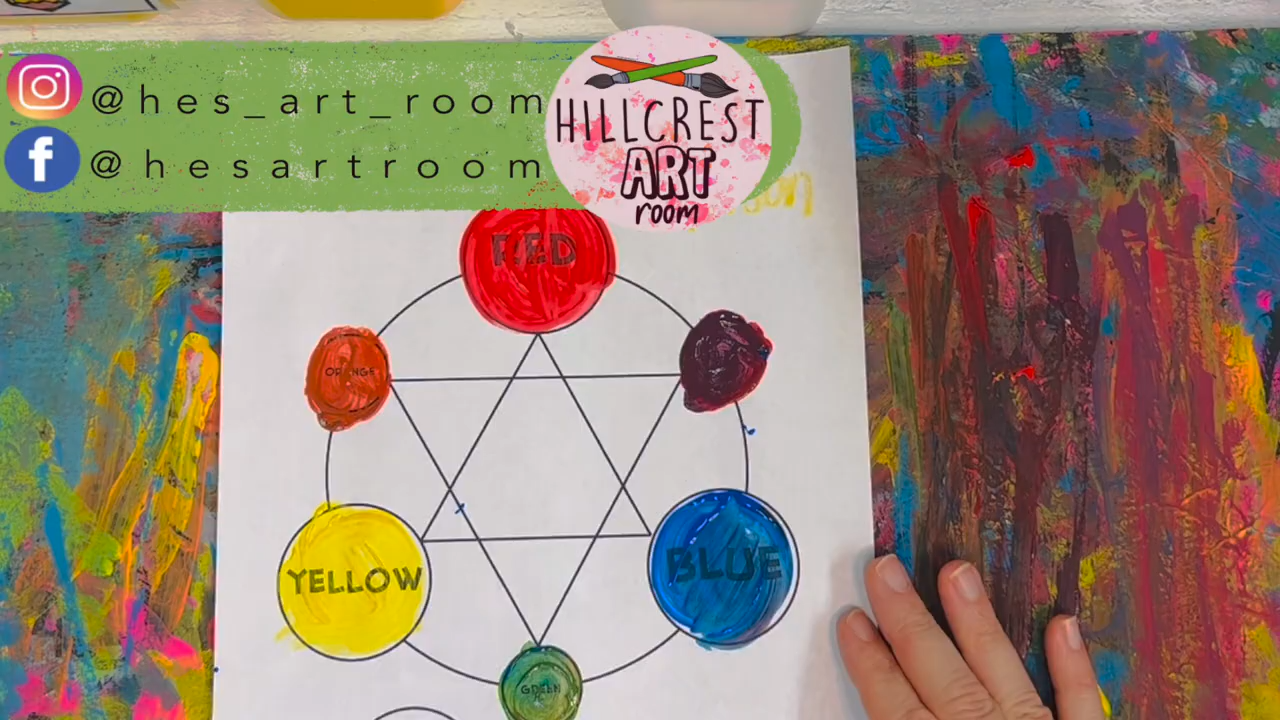 @hes_art_room
@hesartroom
HILLCREST
ART
room
RED
ORANGE
BLUE
YELLOW
GREEN